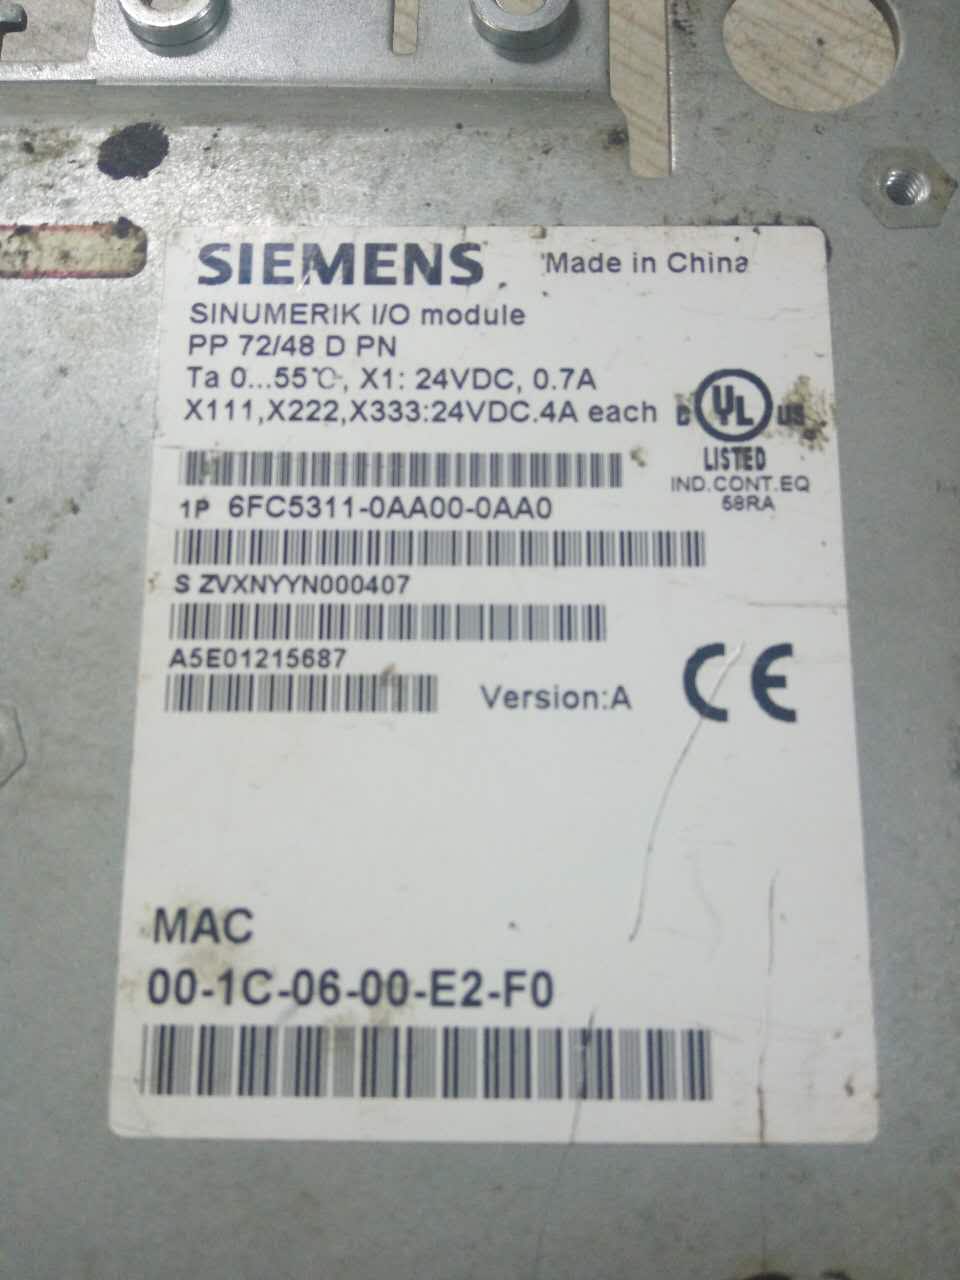 SIEMENS Made in China
SINUMERIK I/O module
PP 72/48 D PN
Ta 0...55℃, X1: 24VDC, 0.7A
X111,X222,X333:24VDC.4A each
C UL US
LISTED
IND.CONT.EQ
58RA
1P 6FC5311-0AA00-0AA0
S ZVXNYYN000407
A5E01215687
Version:A
CE
MAC
00-1C-06-00-E2-F0